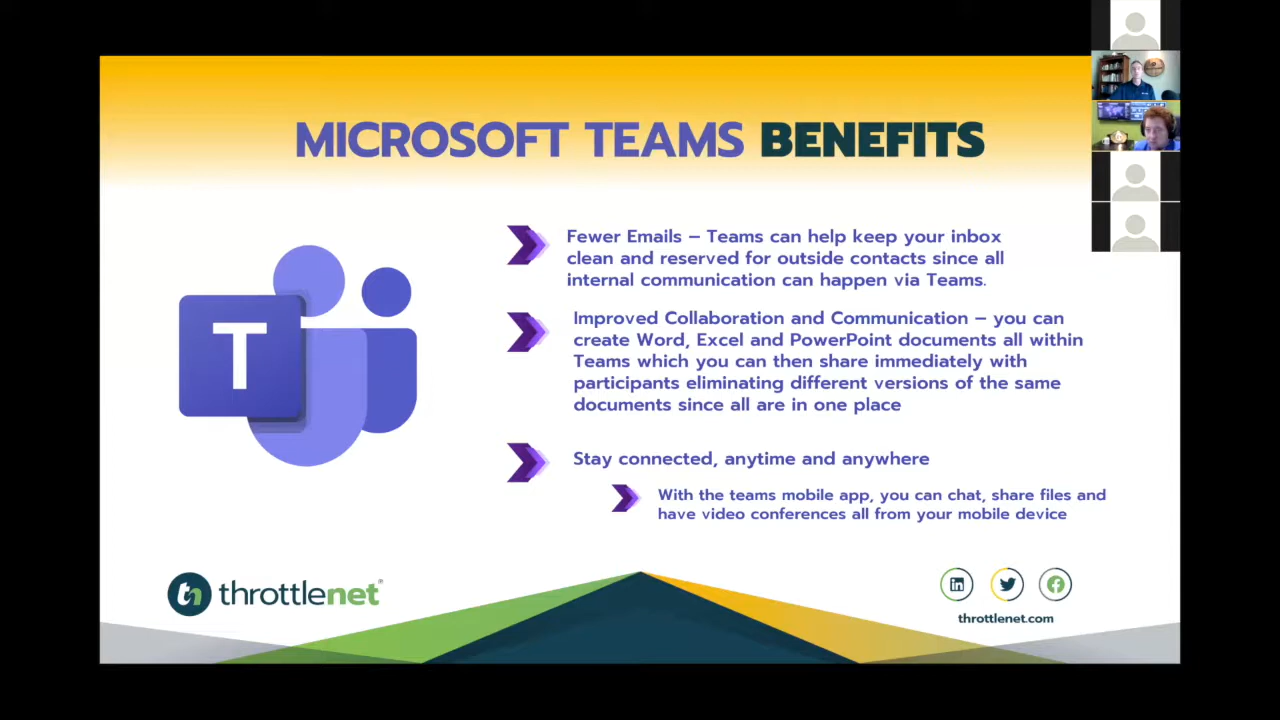 MICROSOFT TEAMS BENEFITS
T
Fewer Emails – Teams can help keep your inbox
clean and reserved for outside contacts since all
internal communication can happen via Teams.
Improved Collaboration and Communication – you can
create Word, Excel and PowerPoint documents all within
Teams which you can then share immediately with
participants eliminating different versions of the same
documents since all are in one place
Stay connected, anytime and anywhere
With the teams mobile app, you can chat, share files and
have video conferences all from your mobile device
tn throttlenet®
in
throttlenet.com